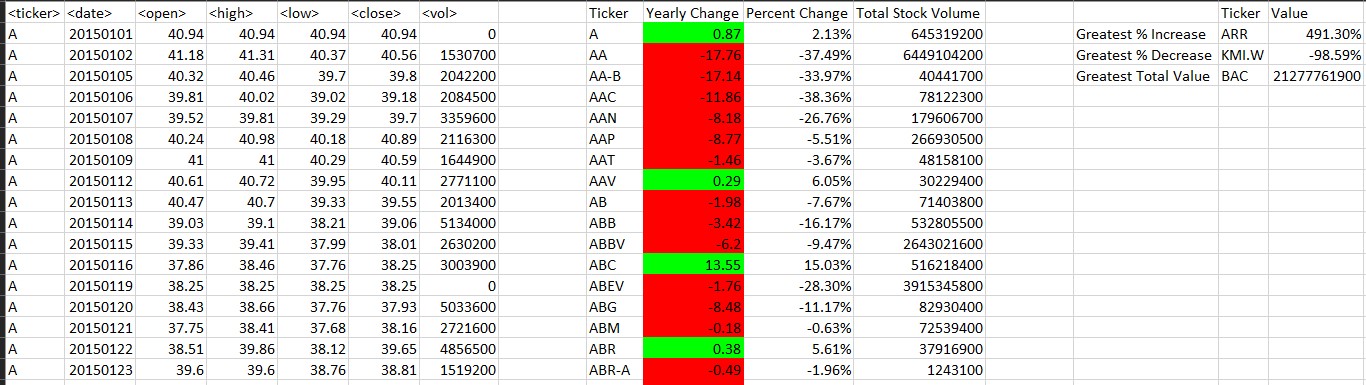 <ticker> <date> <open> <high> <low> <close> <vol> Ticker Yearly Change Percent Change Total Stock Volume Ticker Value
A 20150101 40.94 40.94 40.94 40.94 0 A 0.87 2.13% 645319200 Greatest % Increase ARR 491.30%
A 20150102 41.18 41.31 40.37 40.56 1530700 AA -17.76 -37.49% 6449104200 Greatest % Decrease KMI.W -98.59%
A 20150105 40.32 40.46 39.7 39.8 2042200 AA-B -17.14 -33.97% 40441700 Greatest Total Value BAC 21277761900
A 20150106 39.81 40.02 39.02 39.18 2084500 AAC -11.86 -38.36% 78122300
A 20150107 39.52 39.81 39.29 39.7 3359600 AAN -8.18 -26.76% 179606700
A 20150108 40.24 40.98 40.18 40.89 2116300 AAP -8.77 -5.51% 266930500
A 20150109 41 41 40.29 40.59 1644900 AAT -1.46 -3.67% 48158100
A 20150112 40.61 40.72 39.95 40.11 2771100 AAV 0.29 6.05% 30229400
A 20150113 40.47 40.7 39.33 39.55 2013400 AB -1.98 -7.67% 71403800
A 20150114 39.03 39.1 38.21 39.06 5134000 ABB -3.42 -16.17% 532805500
A 20150115 39.33 39.41 37.99 38.01 2630200 ABBV -6.2 -9.47% 2643021600
A 20150116 37.86 38.46 37.76 38.25 3003900 ABC 13.55 15.03% 516218400
A 20150119 38.25 38.25 38.25 38.25 0 ABEV -1.76 -28.30% 3915345800
A 20150120 38.43 38.66 37.76 37.93 5033600 ABG -8.48 -11.17% 82930400
A 20150121 37.75 38.41 37.68 38.16 2721600 ABM -0.18 -0.63% 72539400
A 20150122 38.51 39.86 38.12 39.65 4856500 ABR 0.38 5.61% 37916900
A 20150123 39.6 39.6 38.76 38.81 1519200 ABR-A -0.49 -1.96% 1243100